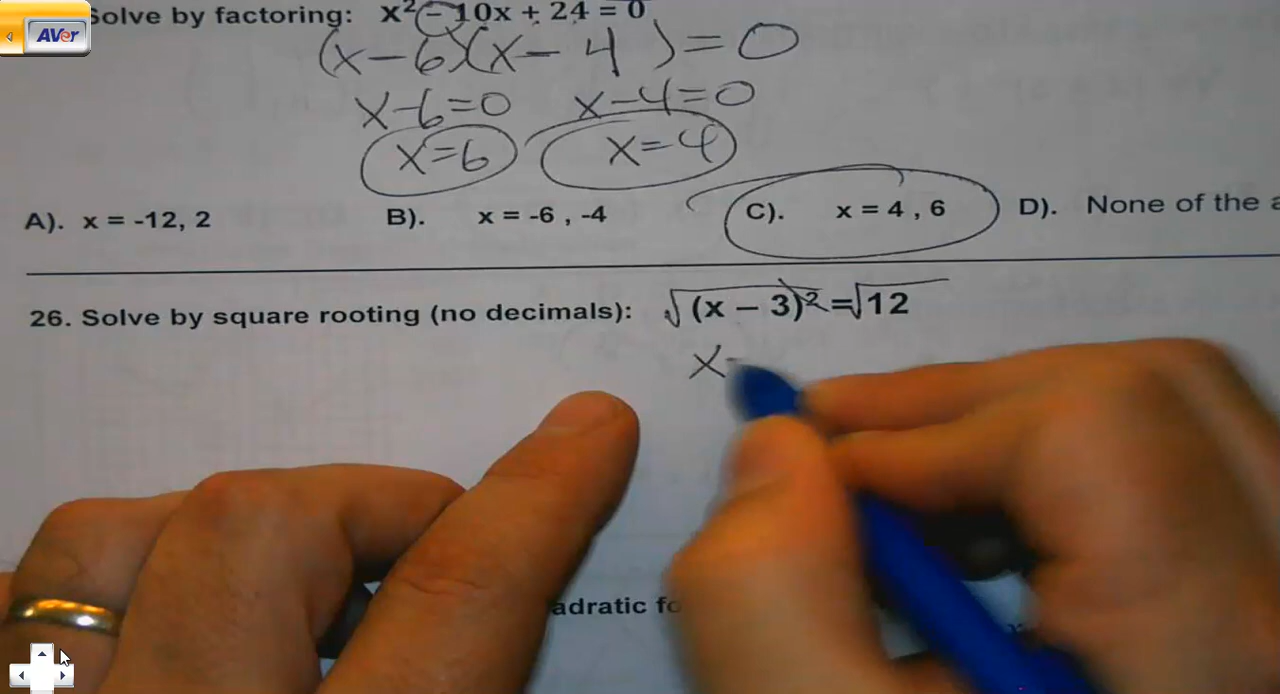 AVer
Solve by factoring: x² – 10x + 24 = 0
(x-6)(x-4)=0
x-6=0 x-4=0
x=6 x=4
A). x = -12, 2 B). x = -6 , -4 C). x = 4 , 6 D). None of the
26. Solve by square rooting (no decimals): √(x – 3)²=√12
x-
adratic